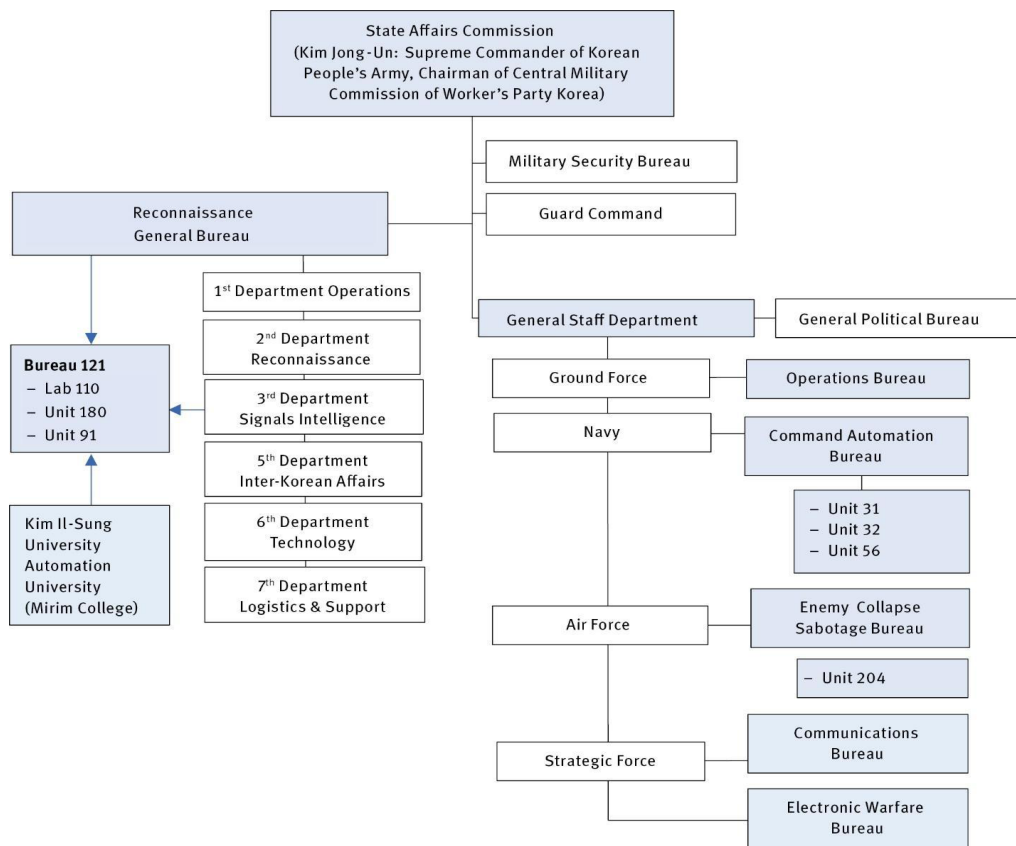 State Affairs Commission
(Kim Jong-Un: Supreme Commander of Korean
People's Army, Chairman of Central Military
Commission of Worker's Party Korea)
Military Security Bureau
Guard Command
Reconnaissance
General Bureau
1st Department Operations
2nd Department
Reconnaissance
3rd Department
Signals Intelligence
5th Department
Inter-Korean Affairs
6th Department
Technology
7th Department
Logistics & Support
Bureau 121
– Lab 110
– Unit 180
– Unit 91
Kim Il-Sung
University
Automation
University
(Mirim College)
General Staff Department
General Political Bureau
Ground Force
Operations Bureau
Navy
Command Automation
Bureau
– Unit 31
– Unit 32
– Unit 56
Air Force
Enemy Collapse
Sabotage Bureau
– Unit 204
Strategic Force
Communications
Bureau
Electronic Warfare
Bureau